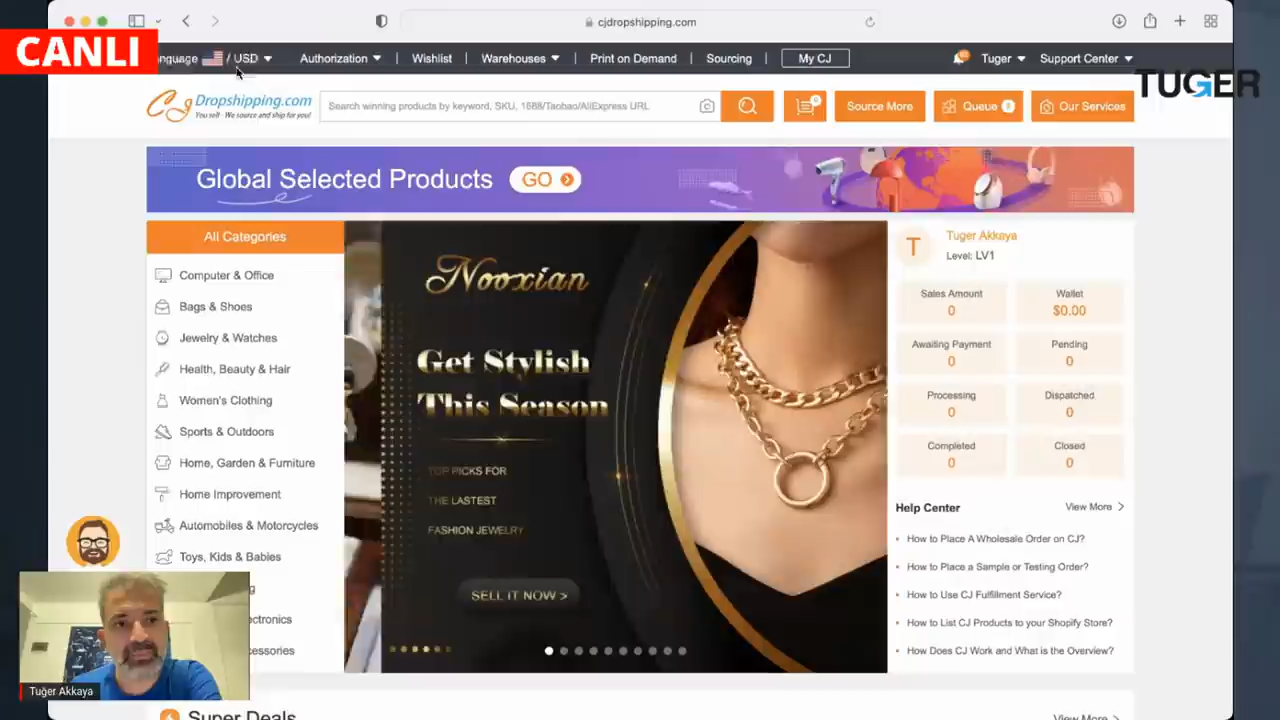 CANLI
cjdropshipping.com
nguage / USD
Authorization
Wishlist
Warehouses
Print on Demand
Sourcing
My CJ
Tuger
Support Center
TUGER
CJ Dropshipping.com
You sell - We source and ship for you!
Search winning products by keyword, SKU, 1688/Taobao/AliExpress URL
0
Source More
Queue
Our Services
Global Selected Products
GO
All Categories
Computer & Office
Bags & Shoes
Jewelry & Watches
Health, Beauty & Hair
Women's Clothing
Sports & Outdoors
Home, Garden & Furniture
Home Improvement
Automobiles & Motorcycles
Toys, Kids & Babies
g
ectronics
essories
Nooxian
Get Stylish
This Season
TOP PICKS FOR
THE LASTEST
FASHION JEWELRY
SELL IT NOW >
T
Tuger Akkaya
Level: LV1
Sales Amount
0
Wallet
$0.00
Awaiting Payment
0
Pending
0
Processing
0
Dispatched
0
Completed
0
Closed
0
Help Center
View More >
How to Place A Wholesale Order on CJ?
How to Place a Sample or Testing Order?
How to Use CJ Fulfillment Service?
How to List CJ Products to your Shopify Store?
How Does CJ Work and What is the Overview?
Tuğer Akkaya
Super Deals
View More >